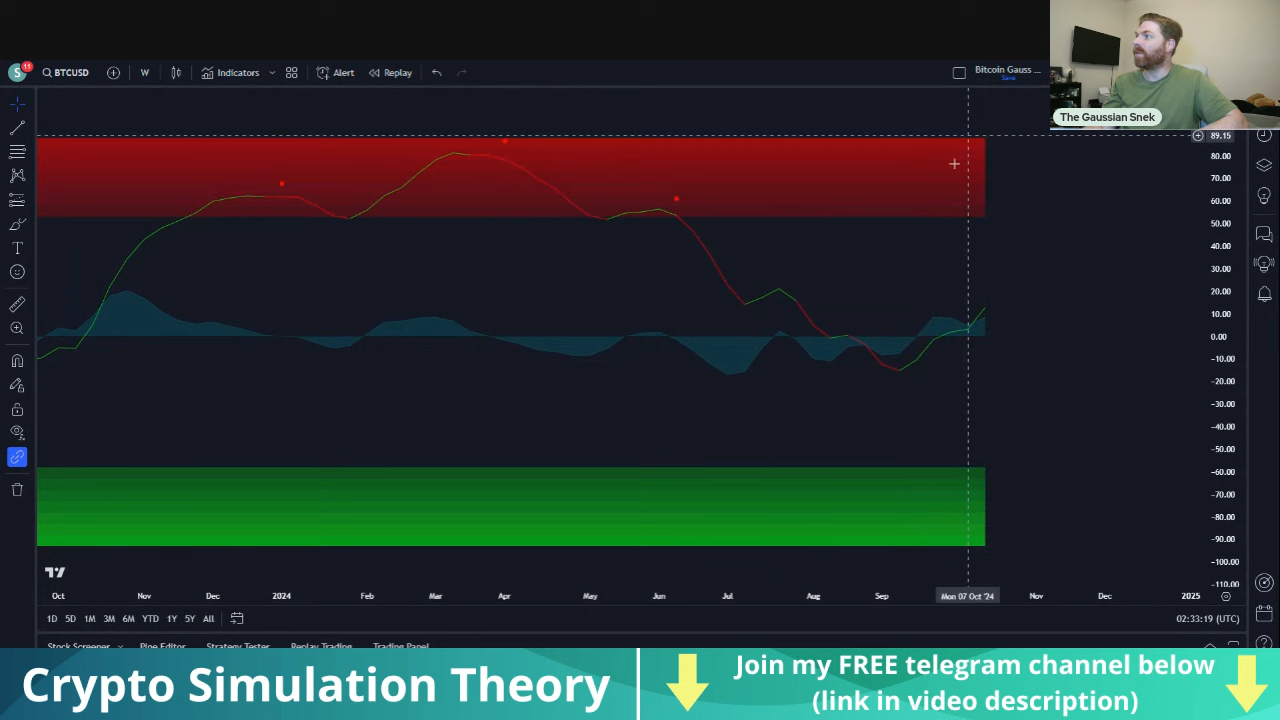 S
11
BTCUSD
W
Indicators
Alert
Replay
Bitcoin Gauss ...
Save
The Gaussian Snek
89.15
80.00
70.00
60.00
50.00
40.00
30.00
20.00
10.00
0.00
−10.00
−20.00
−30.00
−40.00
−50.00
−60.00
−70.00
−80.00
−90.00
−100.00
−110.00
Oct
Nov
Dec
2024
Feb
Mar
Apr
May
Jun
Jul
Aug
Sep
Mon 07 Oct '24
Nov
Dec
2025
1D 5D 1M 3M 6M YTD 1Y 5Y All
02:33:19 (UTC)
Stock Screener
Pine Editor
Strategy Tester
Replay Trading
Trading Panel
Crypto Simulation Theory
Join my FREE telegram channel below
(link in video description)